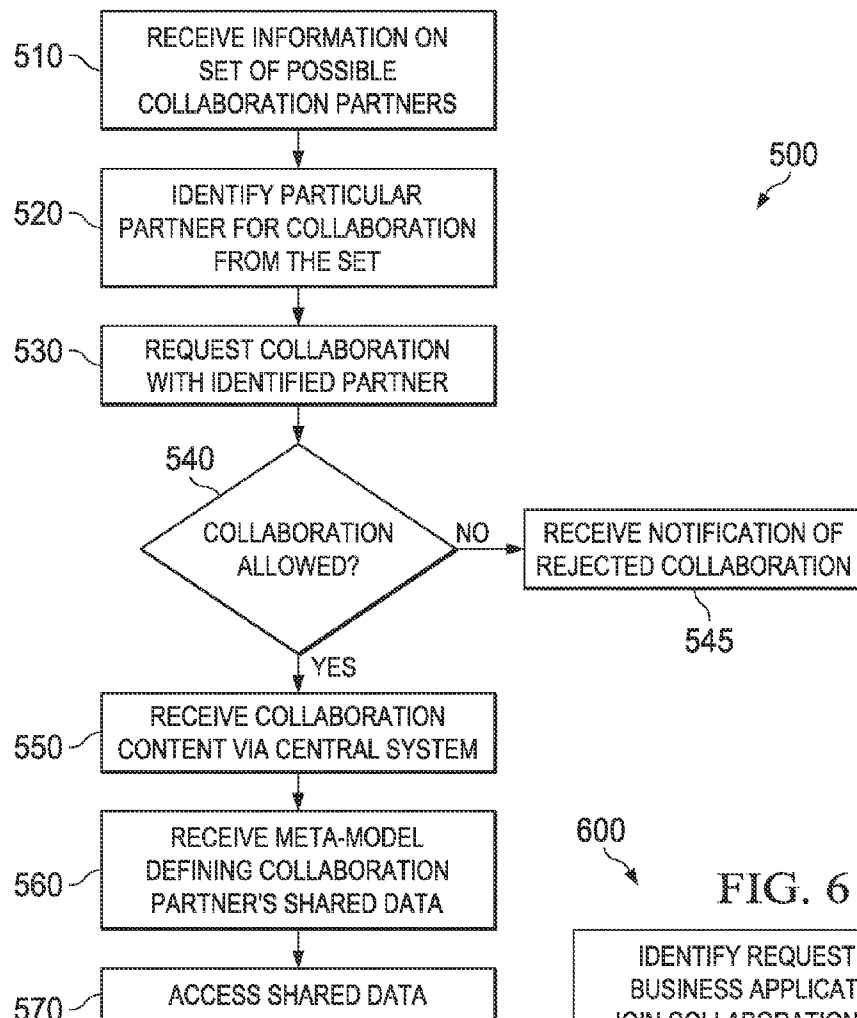 510
RECEIVE INFORMATION ON
SET OF POSSIBLE
COLLABORATION PARTNERS
500
520
IDENTIFY PARTICULAR
PARTNER FOR COLLABORATION
FROM THE SET
530
REQUEST COLLABORATION
WITH IDENTIFIED PARTNER
540
COLLABORATION
ALLOWED?
NO
RECEIVE NOTIFICATION OF
REJECTED COLLABORATION
545
YES
550
RECEIVE COLLABORATION
CONTENT VIA CENTRAL SYSTEM
560
RECEIVE META-MODEL
DEFINING COLLABORATION
PARTNER'S SHARED DATA
600
FIG. 6
570
ACCESS SHARED DATA
IDENTIFY REQUEST
BUSINESS
JOIN COLLABORATION